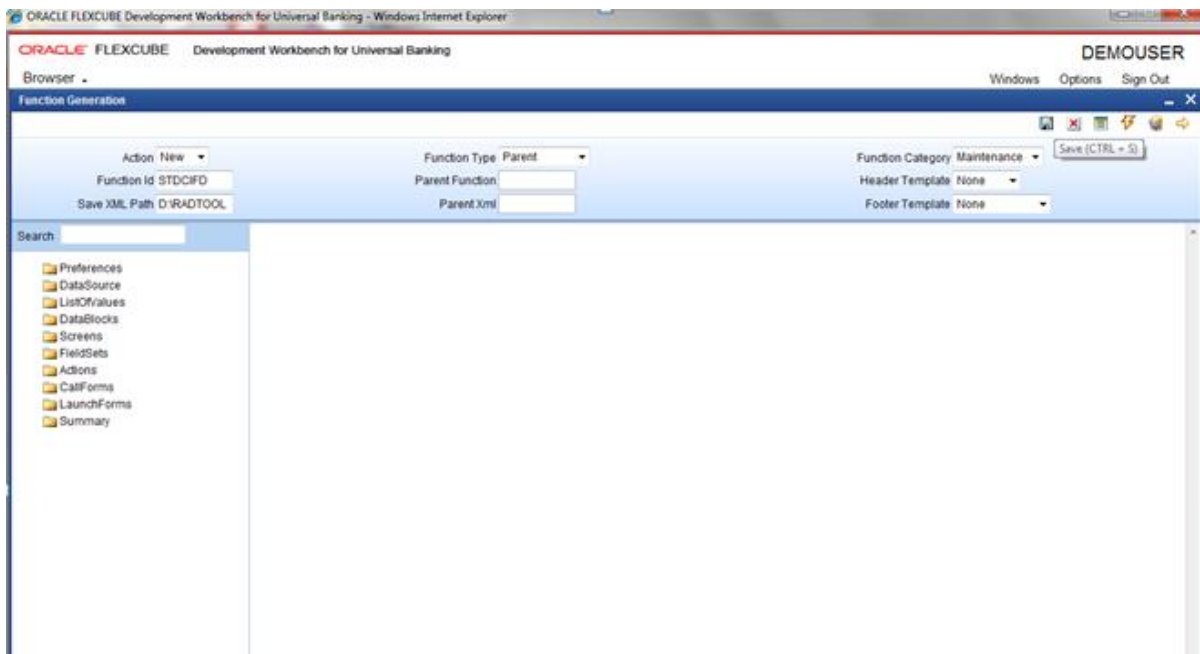 ORACLE FLEXCUBE Development Workbench for Universal Banking - Windows Internet Explorer
ORACLE FLEXCUBE Development Workbench for Universal Banking DEMOUSER
Browser Windows Options Sign Out
Function Generation
Save (CTRL + S)
Action New Function Type Parent Function Category Maintenance
Function Id STDCIFD Parent Function Header Template None
Save XML Path D:\RADTOOL Parent Xml Footer Template None
Search
Preferences
DataSource
ListOfValues
DataBlocks
Screens
FieldSets
Actions
CallForms
LaunchForms
Summary